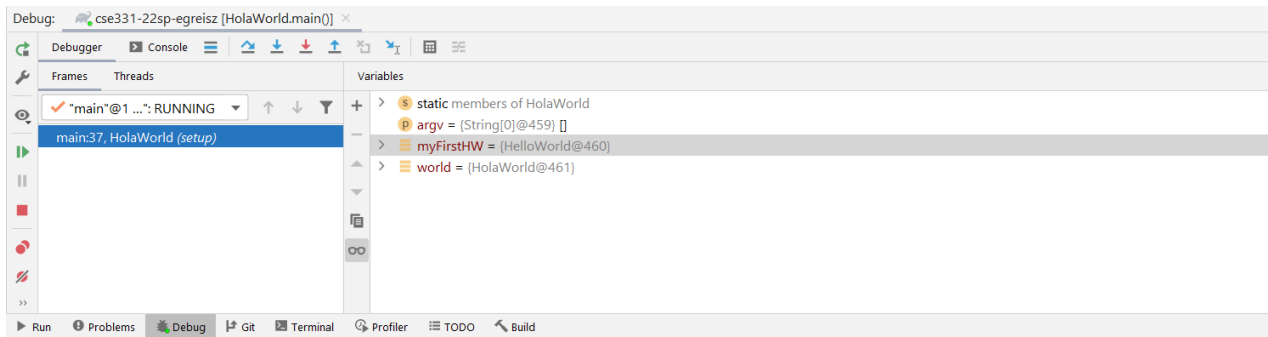 Debug: cse331-22sp-egreisz [HolaWorld.main()]
Debugger Console
Frames Threads Variables
"main"@1 ...": RUNNING
main:37, HolaWorld (setup)
static members of HolaWorld
argv = {String[0]@459} []
myFirstHW = {HelloWorld@460}
world = {HolaWorld@461}
Run Problems Debug Git Terminal Profiler TODO Build